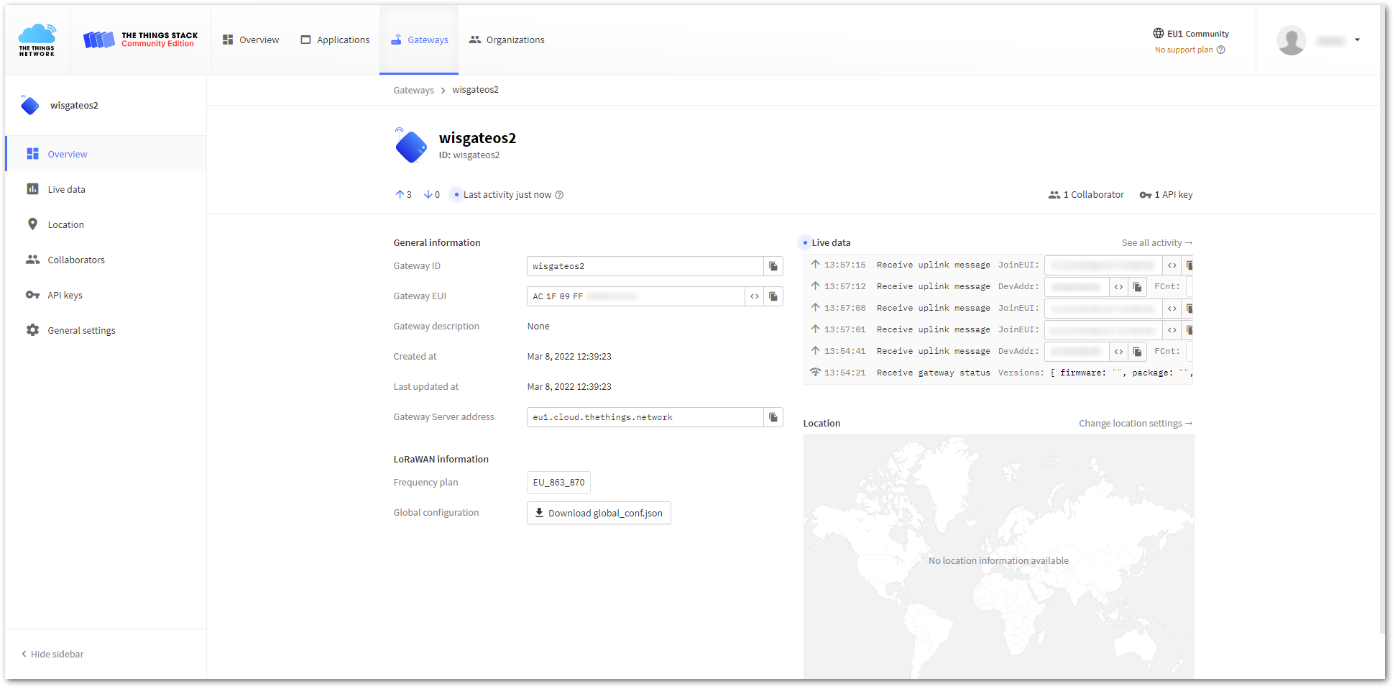 THE THINGS NETWORK
THE THINGS STACK
Community Edition
Overview
Applications
Gateways
Organizations
EU1 Community
No support plan
wisgateos2
Overview
Live data
Location
Collaborators
API keys
General settings
Hide sidebar
Gateways > wisgateos2
wisgateos2
ID: wisgateos2
3 0 Last activity just now
1 Collaborator 1 API key
General information
Gateway ID wisgateos2
Gateway EUI AC 1F 09 FF
Gateway description None
Created at Mar 8, 2022 12:39:23
Last updated at Mar 8, 2022 12:39:23
Gateway Server address eu1.cloud.thethings.network
LoRaWAN information
Frequency plan EU_863_870
Global configuration Download global_conf.json
Live data See all activity →
↑ 13:57:15 Receive uplink message JoinEUI: <>
↑ 13:57:12 Receive uplink message DevAddr: <> FCnt:
↑ 13:57:08 Receive uplink message JoinEUI: <>
↑ 13:57:01 Receive uplink message JoinEUI: <>
↑ 13:54:41 Receive uplink message DevAddr: <> FCnt:
13:54:21 Receive gateway status Versions: { firmware: "", package: "",
Location Change location settings →
No location information available